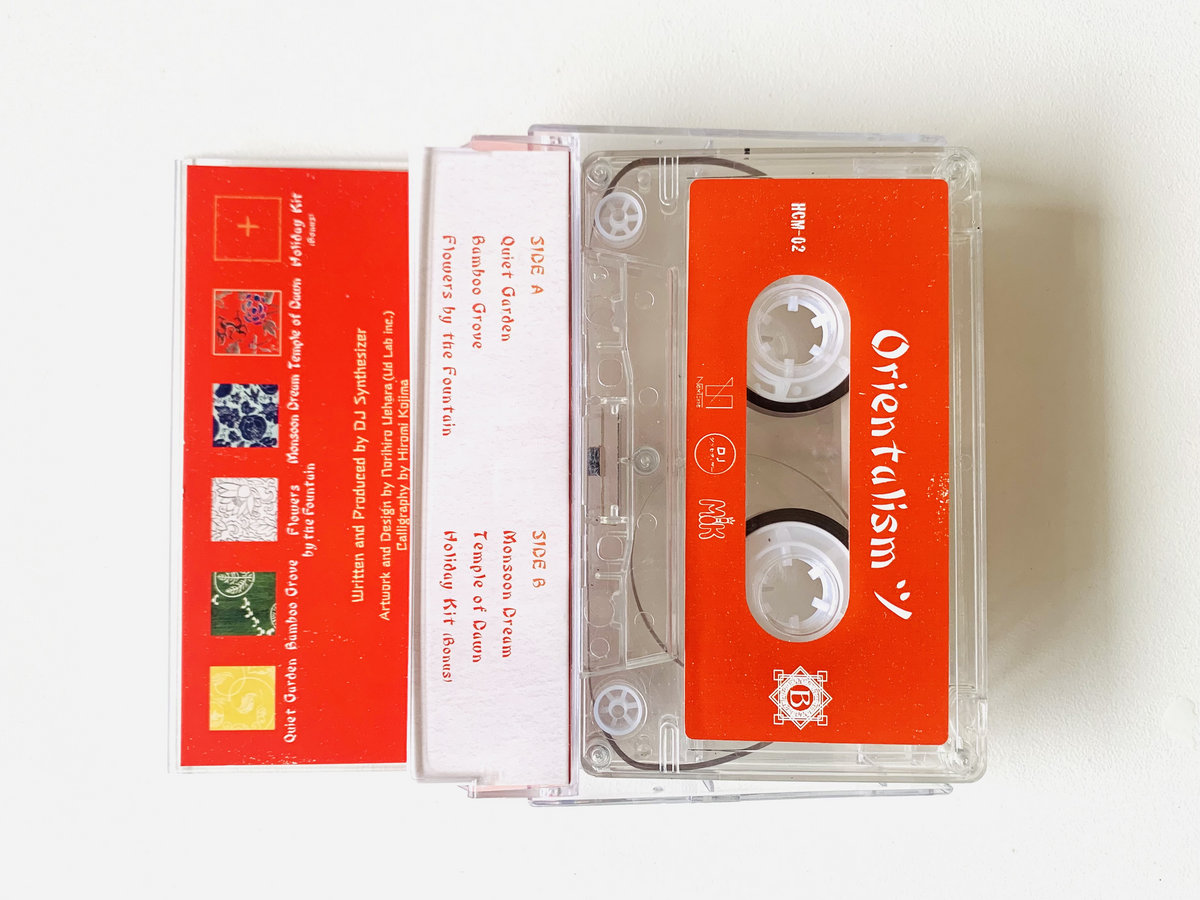 Quiet Garden
Bamboo Grove
Flowers
by the Fountain
Monsoon Dream
Temple of Dawn
Holiday Kit
(Bonus)
Written and Produced by DJ Synthesizer
Artwork and Design by Norihiro Uehara (Ud Lab inc.)
Calligraphy by Hiromi Kojima
SIDE A
Quiet Garden
Bamboo Grove
Flowers by the Fountain
SIDE B
Monsoon Dream
Temple of Dawn
Holiday Kit (Bonus)
Orientalism ツ
HCM-02
B
DJ